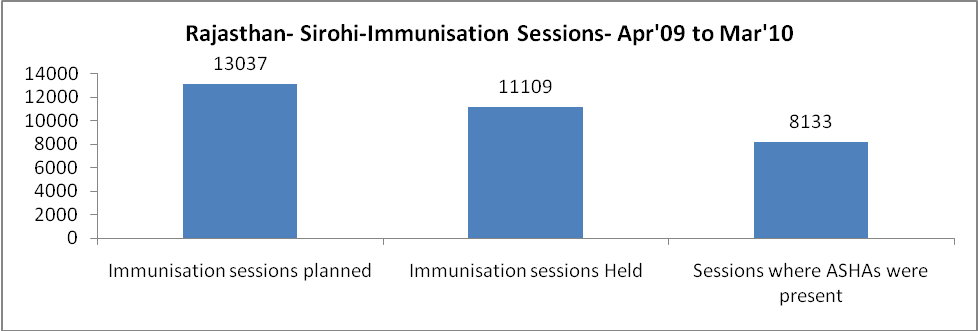 Rajasthan- Sirohi-Immunisation Sessions- Apr'09 to Mar'10
14000
12000
10000
8000
6000
4000
2000
0
13037
11109
8133
Immunisation sessions planned
Immunisation sessions Held
Sessions where ASHAs were
present